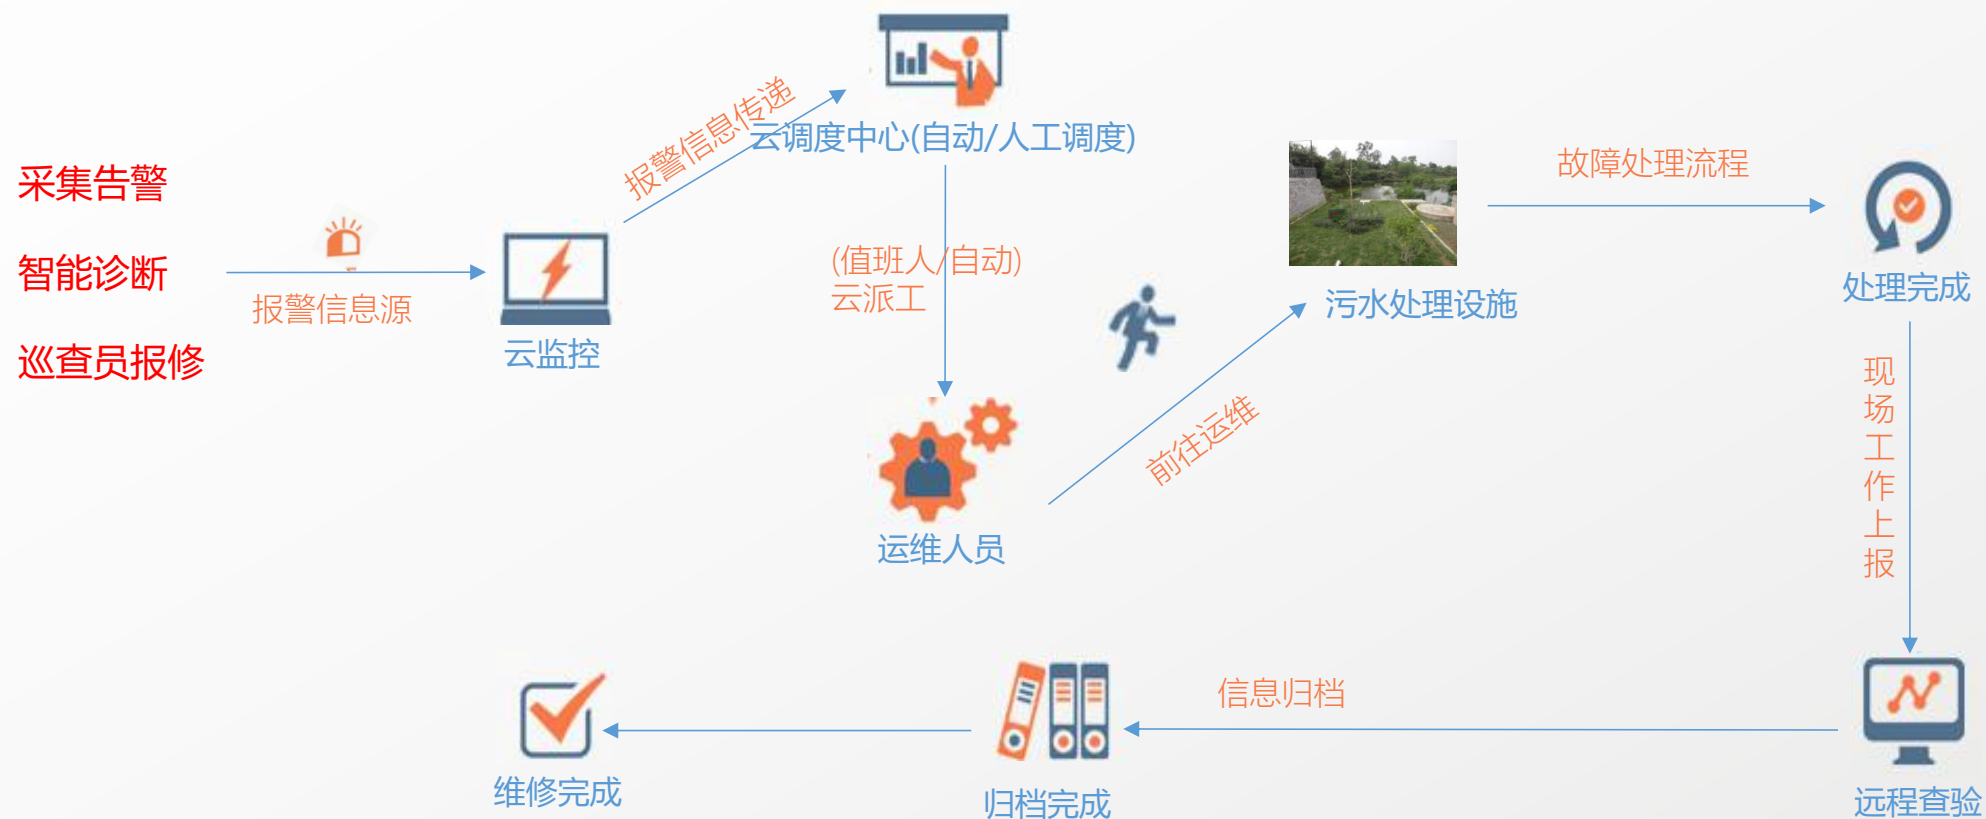 采集告警
智能诊断
巡查员报修
报警信息源
云监控
报警信息传递
云调度中心(自动/人工调度)
(值班人/自动)
云派工
运维人员
前往运维
污水处理设施
故障处理流程
处理完成
现场工作上报
远程查验
信息归档
归档完成
维修完成